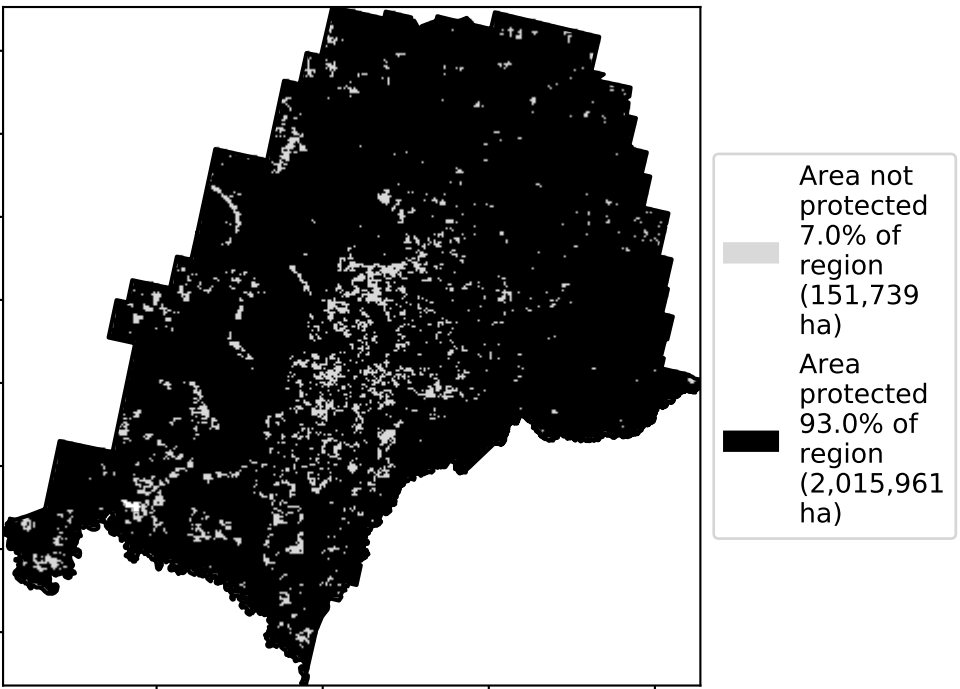 Area not
protected
7.0% of
region
(151,739
ha)
Area
protected
93.0% of
region
(2,015,961
ha)